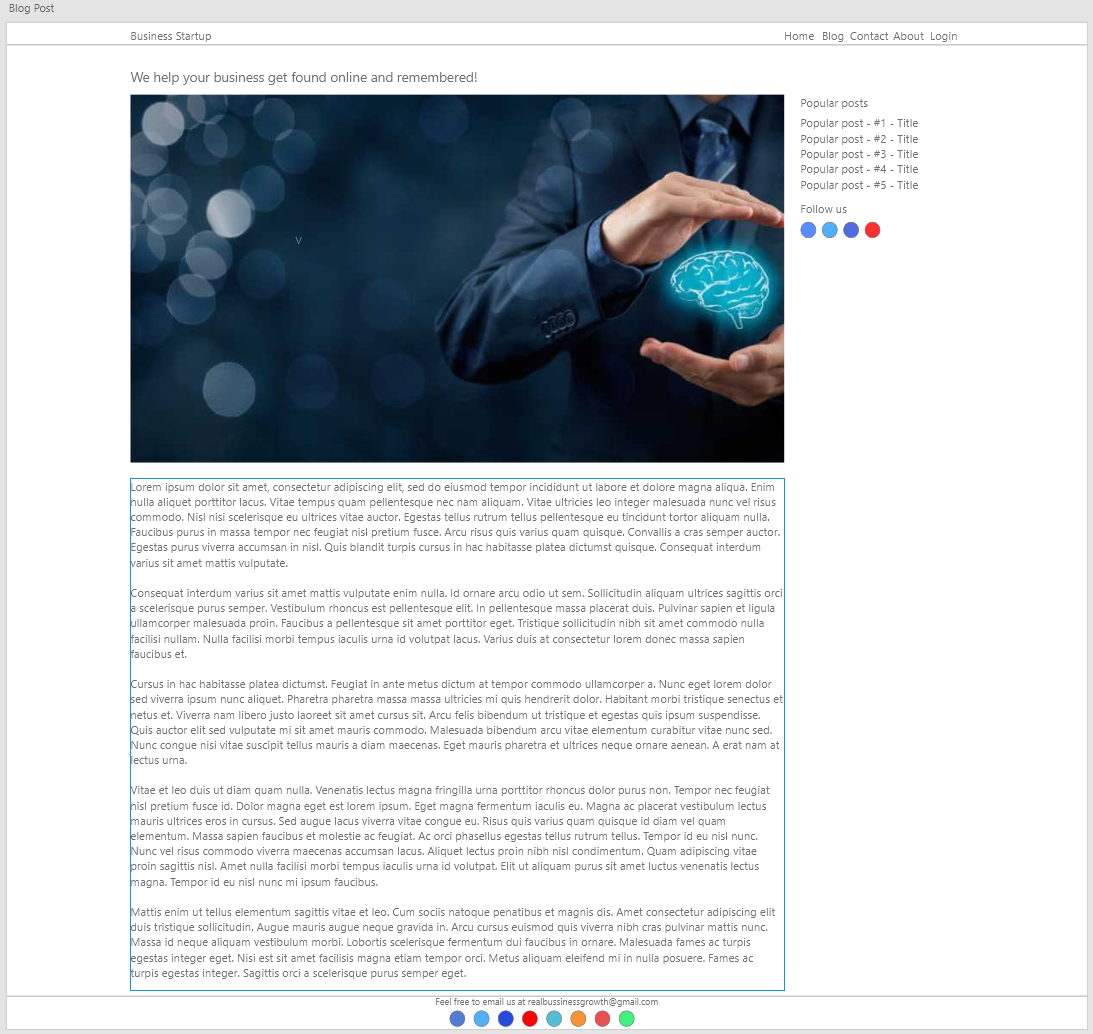 Blog Post
Business Startup
Home Blog Contact About Login
We help your business get found online and remembered!
V
Popular posts
Popular post - #1 - Title
Popular post - #2 - Title
Popular post - #3 - Title
Popular post - #4 - Title
Popular post - #5 - Title
Follow us
Lorem ipsum dolor sit amet, consectetur adipiscing elit, sed do eiusmod tempor incididunt ut labore et dolore magna aliqua. Enim
nulla aliquet porttitor lacus. Vitae tempus quam pellentesque nec nam aliquam. Vitae ultricies leo integer malesuada nunc vel risus
commodo. Nisl nisi scelerisque eu ultrices vitae auctor. Egestas tellus rutrum tellus pellentesque eu tincidunt tortor aliquam nulla.
Faucibus purus in massa tempor nec feugiat nisl pretium fusce. Arcu risus quis varius quam quisque. Convallis a cras semper auctor.
Egestas purus viverra accumsan in nisl. Quis blandit turpis cursus in hac habitasse platea dictumst quisque. Consequat interdum
varius sit amet mattis vulputate.
Consequat interdum varius sit amet mattis vulputate enim nulla. Id ornare arcu odio ut sem. Sollicitudin aliquam ultrices sagittis orci
a scelerisque purus semper. Vestibulum rhoncus est pellentesque elit. In pellentesque massa placerat duis. Pulvinar sapien et ligula
ullamcorper malesuada proin. Faucibus a pellentesque sit amet porttitor eget. Tristique sollicitudin nibh sit amet commodo nulla
facilisi nullam. Nulla facilisi morbi tempus iaculis urna id volutpat lacus. Varius duis at consectetur lorem donec massa sapien
faucibus et.
Cursus in hac habitasse platea dictumst. Feugiat in ante metus dictum at tempor commodo ullamcorper a. Nunc eget lorem dolor
sed viverra ipsum nunc aliquet. Pharetra pharetra massa massa ultricies mi quis hendrerit dolor. Habitant morbi tristique senectus et
netus et. Viverra nam libero justo laoreet sit amet cursus sit. Arcu felis bibendum ut tristique et egestas quis ipsum suspendisse.
Quis auctor elit sed vulputate mi sit amet mauris commodo. Malesuada bibendum arcu vitae elementum curabitur vitae nunc sed.
Nunc congue nisi vitae suscipit tellus mauris a diam maecenas. Eget mauris pharetra et ultrices neque ornare aenean. A erat nam at
lectus urna.
Vitae et leo duis ut diam quam nulla. Venenatis lectus magna fringilla urna porttitor rhoncus dolor purus non. Tempor nec feugiat
nisl pretium fusce id. Dolor magna eget est lorem ipsum. Eget magna fermentum iaculis eu. Magna ac placerat vestibulum lectus
mauris ultrices eros in cursus. Sed augue lacus viverra vitae congue eu. Risus quis varius quam quisque id diam vel quam
elementum. Massa sapien faucibus et molestie ac feugiat. Ac orci phasellus egestas tellus rutrum tellus. Tempor id eu nisl nunc.
Nunc vel risus commodo viverra maecenas accumsan lacus. Aliquet lectus proin nibh nisl condimentum. Quam adipiscing vitae
proin sagittis nisl. Amet nulla facilisi morbi tempus iaculis urna id volutpat. Elit ut aliquam purus sit amet luctus venenatis lectus
magna. Tempor id eu nisl nunc mi ipsum faucibus.
Mattis enim ut tellus elementum sagittis vitae et leo. Cum sociis natoque penatibus et magnis dis. Amet consectetur adipiscing elit
duis tristique sollicitudin. Augue mauris augue neque gravida in. Arcu cursus euismod quis viverra nibh cras pulvinar mattis nunc.
Massa id neque aliquam vestibulum morbi. Lobortis scelerisque fermentum dui faucibus in ornare. Malesuada fames ac turpis
egestas integer eget. Nisi est sit amet facilisis magna etiam tempor orci. Metus aliquam eleifend mi in nulla posuere. Fames ac
turpis egestas integer. Sagittis orci a scelerisque purus semper eget.
Feel free to email us at realbussinessgrowth@gmail.com